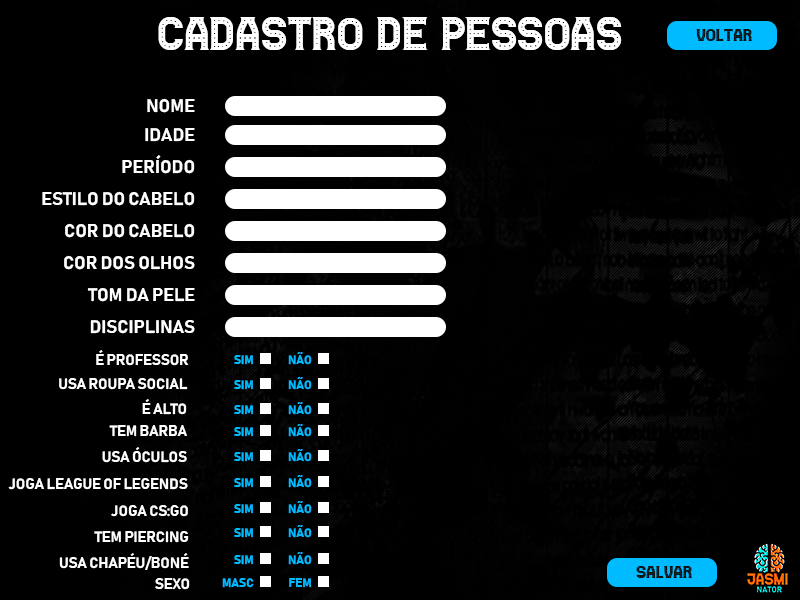 CADASTRO DE PESSOAS
VOLTAR
NOME
IDADE
PERÍODO
ESTILO DO CABELO
COR DO CABELO
COR DOS OLHOS
TOM DA PELE
DISCIPLINAS
É PROFESSOR SIM NÃO
USA ROUPA SOCIAL SIM NÃO
É ALTO SIM NÃO
TEM BARBA SIM NÃO
USA ÓCULOS SIM NÃO
JOGA LEAGUE OF LEGENDS SIM NÃO
JOGA CS:GO SIM NÃO
TEM PIERCING SIM NÃO
USA CHAPÉU/BONÉ SIM NÃO
SEXO MASC FEM
SALVAR
JASMI
NATOR